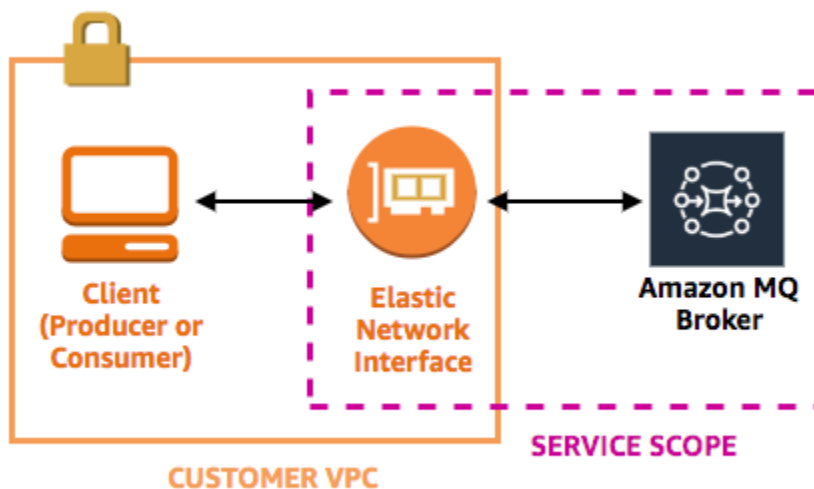 Client
(Producer or
Consumer)
Elastic
Network
Interface
Amazon MQ
Broker
SERVICE SCOPE
CUSTOMER VPC